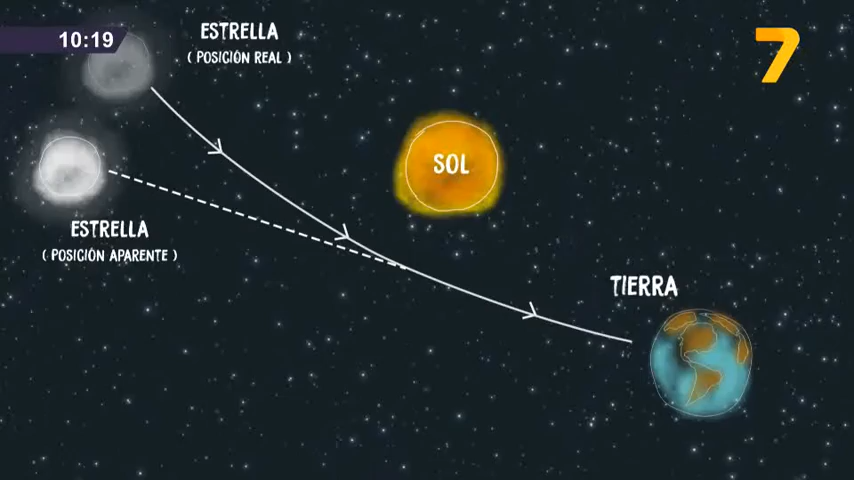 10:19
ESTRELLA
( POSICIÓN REAL )
7
SOL
ESTRELLA
( POSICIÓN APARENTE )
TIERRA